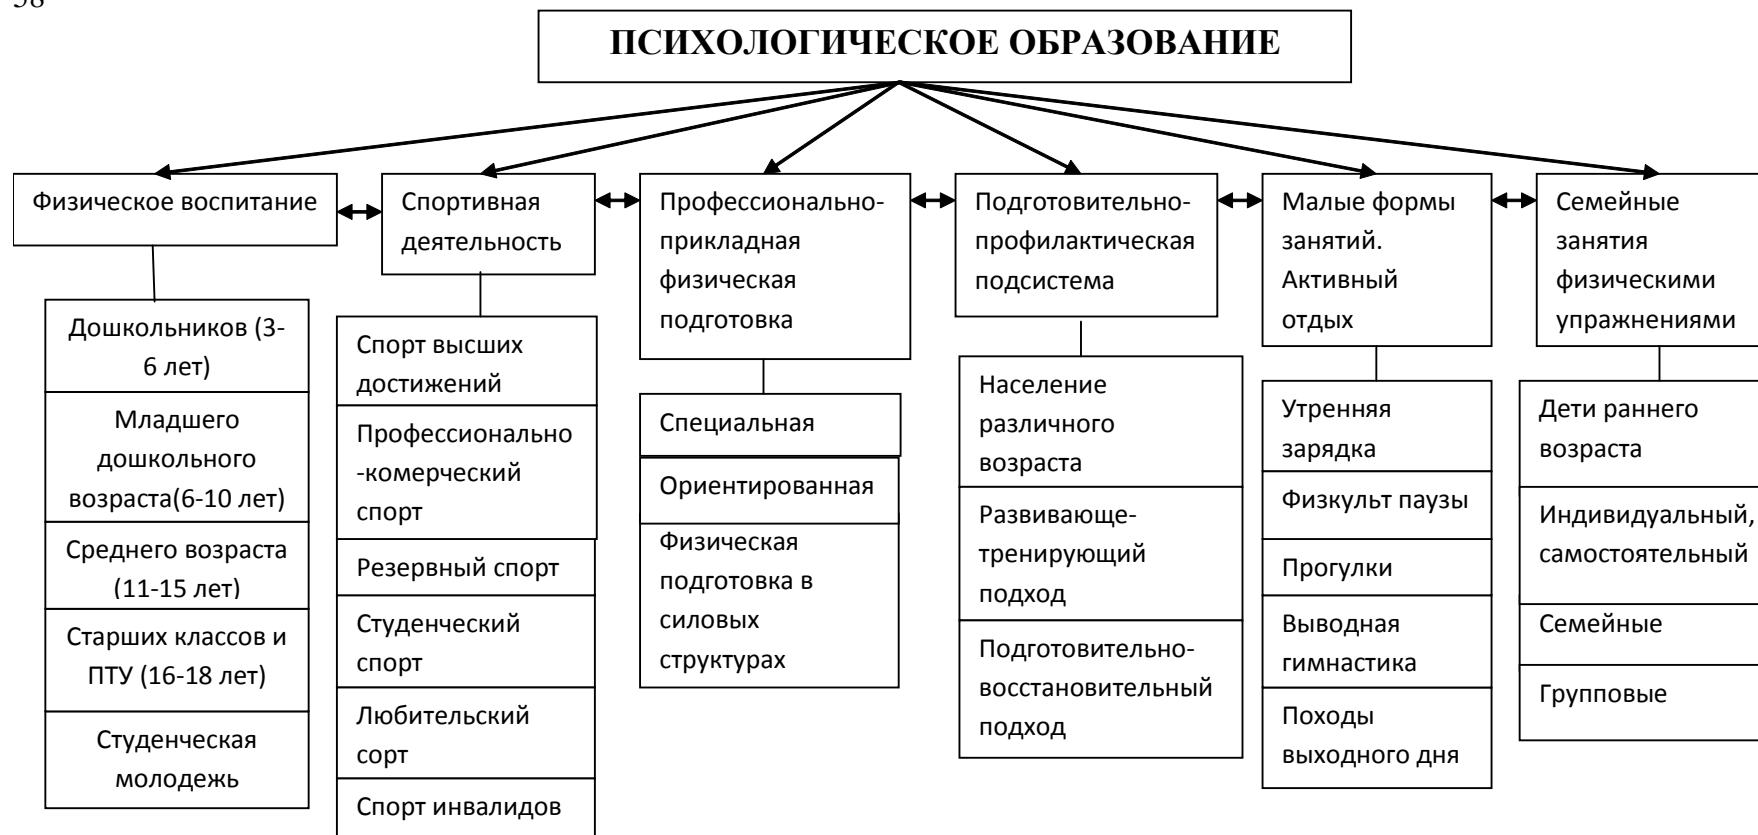 ПСИХОЛОГИЧЕСКОЕ ОБРАЗОВАНИЕ
Физическое воспитание
Дошкольников (3-
6 лет)
Младшего
дошкольного
возраста(6-10 лет)
Среднего возраста
(11-15 лет)
Старших классов и
ПТУ (16-18 лет)
Студенческая
молодежь
Спортивная
деятельность
Спорт высших
достижений
Профессионально
-комерческий
спорт
Резервный спорт
Студенческий
спорт
Любительский
сорт
Спорт инвалидов
Профессионально-
прикладная
физическая
подготовка
Специальная
Ориентированная
Физическая
подготовка в
силовых
структурах
Подготовительно-
профилактическая
подсистема
Население
различного
возраста
Развивающе-
тренирующий
подход
Подготовительно-
восстановительный
подход
Малые формы
занятий.
Активный
отдых
Утренняя
зарядка
Физкульт паузы
Прогулки
Выводная
гимнастика
Походы
выходного дня
Семейные
занятия
физическими
упражнениями
Дети раннего
возраста
Индивидуальный,
самостоятельный
Семейные
Групповые